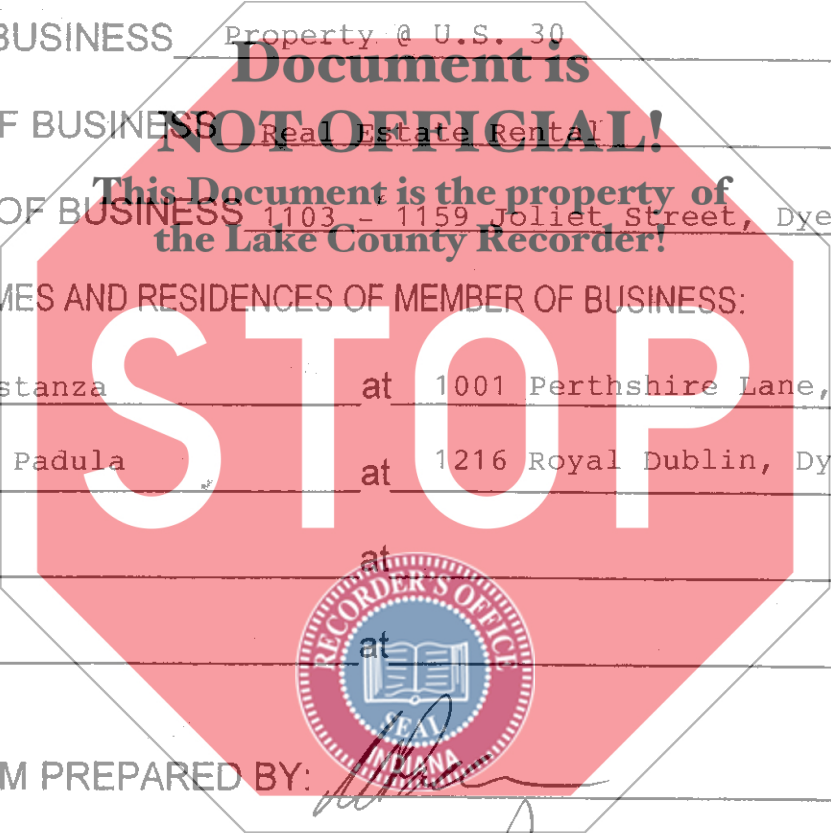 BUSINESS Property @ U.S. 30
Document is
F BUSINESS Real Estate Rental
NOT OFFICIAL!
This Document is the property of
OF BUSINESS 1103 - 1159 Joliet Street, Dye
the Lake County Recorder!
MES AND RESIDENCES OF MEMBER OF BUSINESS:
STOP
stanza at 1001 Perthshire Lane,
Padula at 1216 Royal Dublin, Dy
at
RECORDER'S OFFICE
at
SEAL
INDIANA
M PREPARED BY: